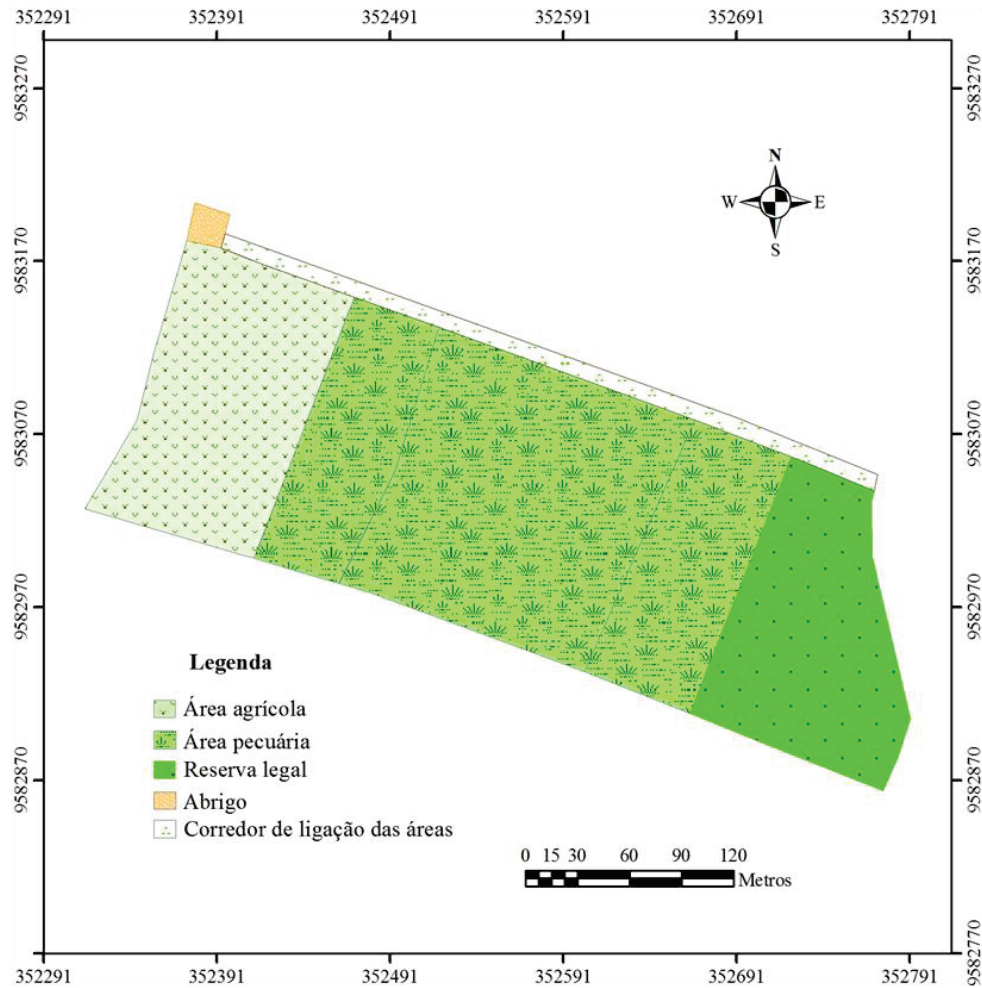 352291 352391 352491 352591 352691 352791
9583270 9583270
N
W E
S
9583170 9583170
9583070 9583070
9582970 9582970
Legenda
Área agrícola
Área pecuária
Reserva legal
Abrigo
Corredor de ligação das áreas
9582870 9582870
0 15 30 60 90 120
Metros
9582770 9582770
352291 352391 352491 352591 352691 352791